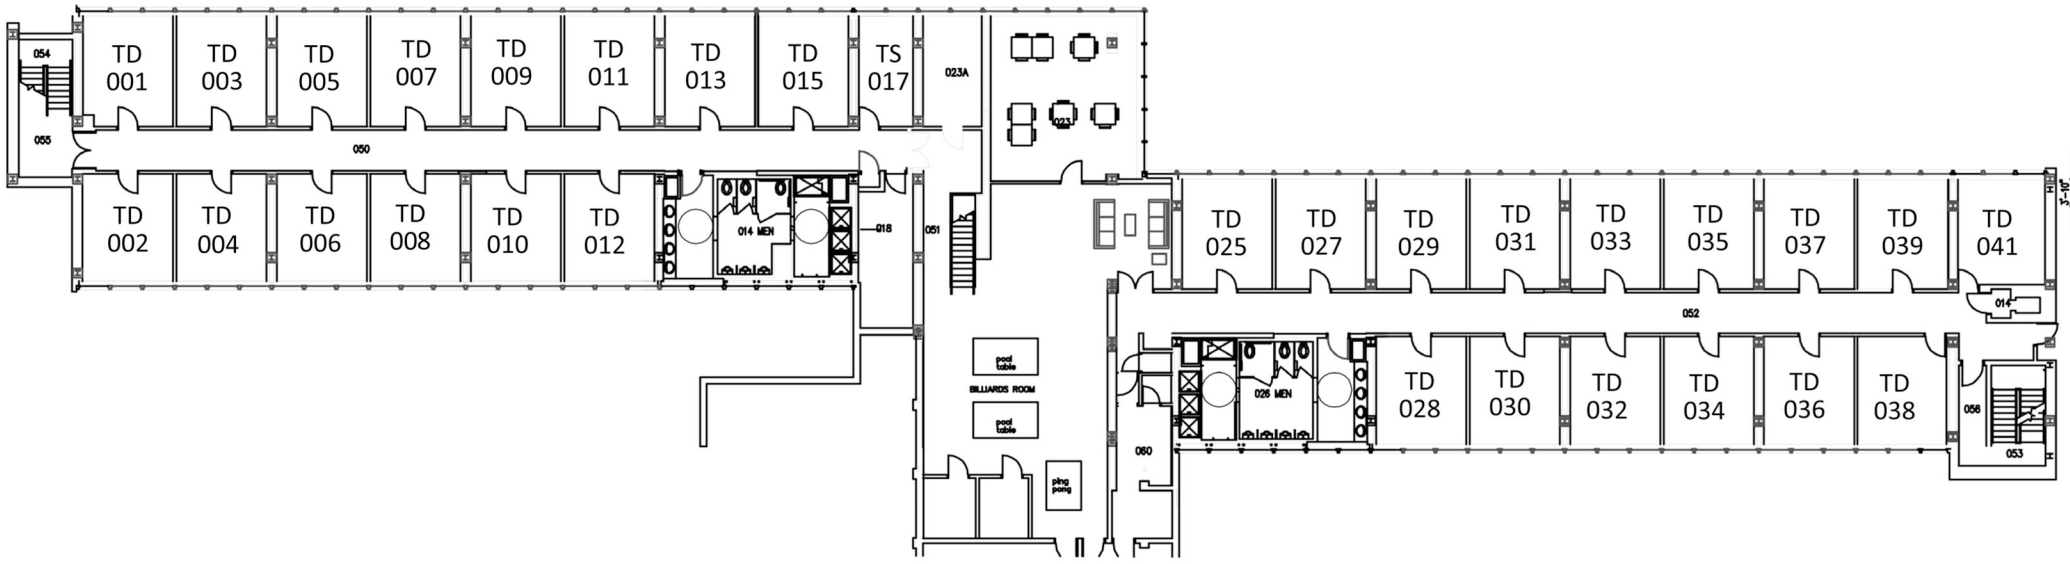 054
TD
001
TD
003
TD
005
TD
007
TD
009
TD
011
TD
013
TD
015
TS
017
023A
023
055
050
TD
002
TD
004
TD
006
TD
008
TD
010
TD
012
014 MEN
018
051
TD
025
TD
027
TD
029
TD
031
TD
033
TD
035
TD
037
TD
039
TD
041
3'-10"
014
052
pool
table
BILLIARDS ROOM
pool
table
ping
pong
060
026 MEN
TD
028
TD
030
TD
032
TD
034
TD
036
TD
038
056
053